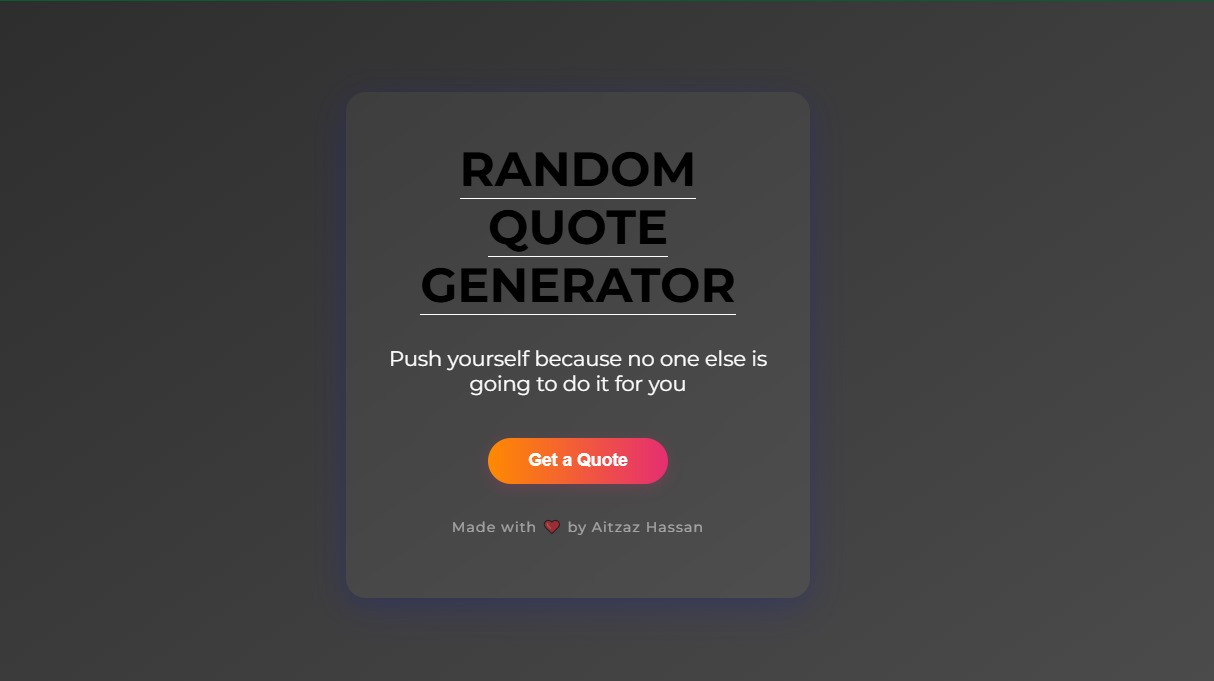 RANDOM
QUOTE
GENERATOR
Push yourself because no one else is
going to do it for you
Get a Quote
Made with ❤️ by Aitzaz Hassan